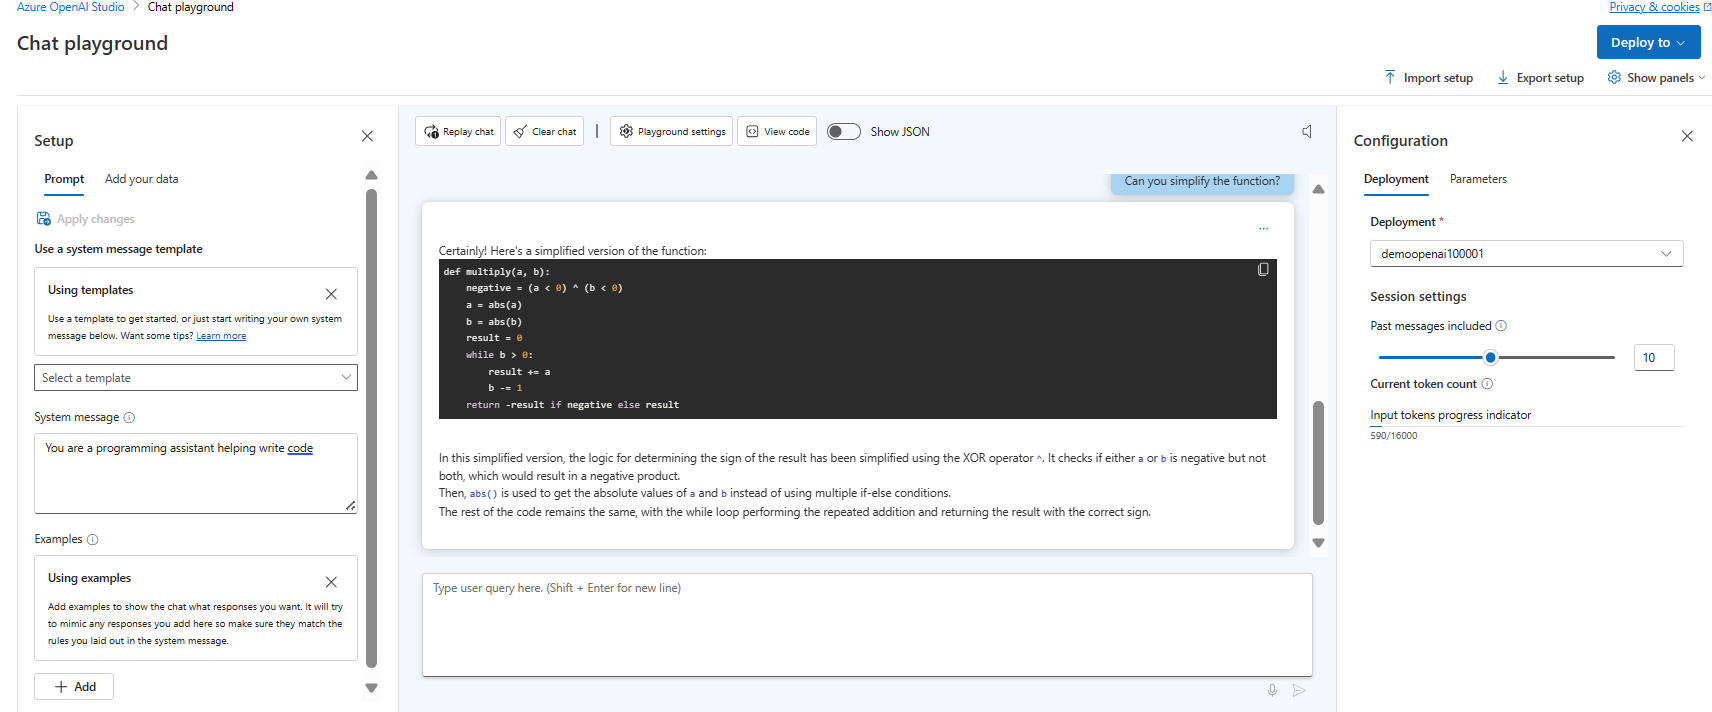 Azure OpenAI Studio > Chat playground
Privacy & cookies
Chat playground
Deploy to
Import setup
Export setup
Show panels
Setup
Prompt
Add your data
Apply changes
Use a system message template
Using templates
Use a template to get started, or just start writing your own system
message below. Want some tips? Learn more
Select a template
System message
You are a programming assistant helping write code
Examples
Using examples
Add examples to show the chat what responses you want. It will try
to mimic any responses you add here so make sure they match the
rules you laid out in the system message.
+ Add
Replay chat
Clear chat
Playground settings
View code
Show JSON
Can you simplify the function?
...
Certainly! Here's a simplified version of the function:
def multiply(a, b):
    negative = (a < 0) ^ (b < 0)
    a = abs(a)
    b = abs(b)
    result = 0
    while b > 0:
        result += a
        b -= 1
    return -result if negative else result
In this simplified version, the logic for determining the sign of the result has been simplified using the XOR operator ^. It checks if either a or b is negative but not
both, which would result in a negative product.
Then, abs() is used to get the absolute values of a and b instead of using multiple if-else conditions.
The rest of the code remains the same, with the while loop performing the repeated addition and returning the result with the correct sign.
Type user query here. (Shift + Enter for new line)
Configuration
Deployment
Parameters
Deployment *
demoopenai100001
Session settings
Past messages included
10
Current token count
Input tokens progress indicator
590/16000